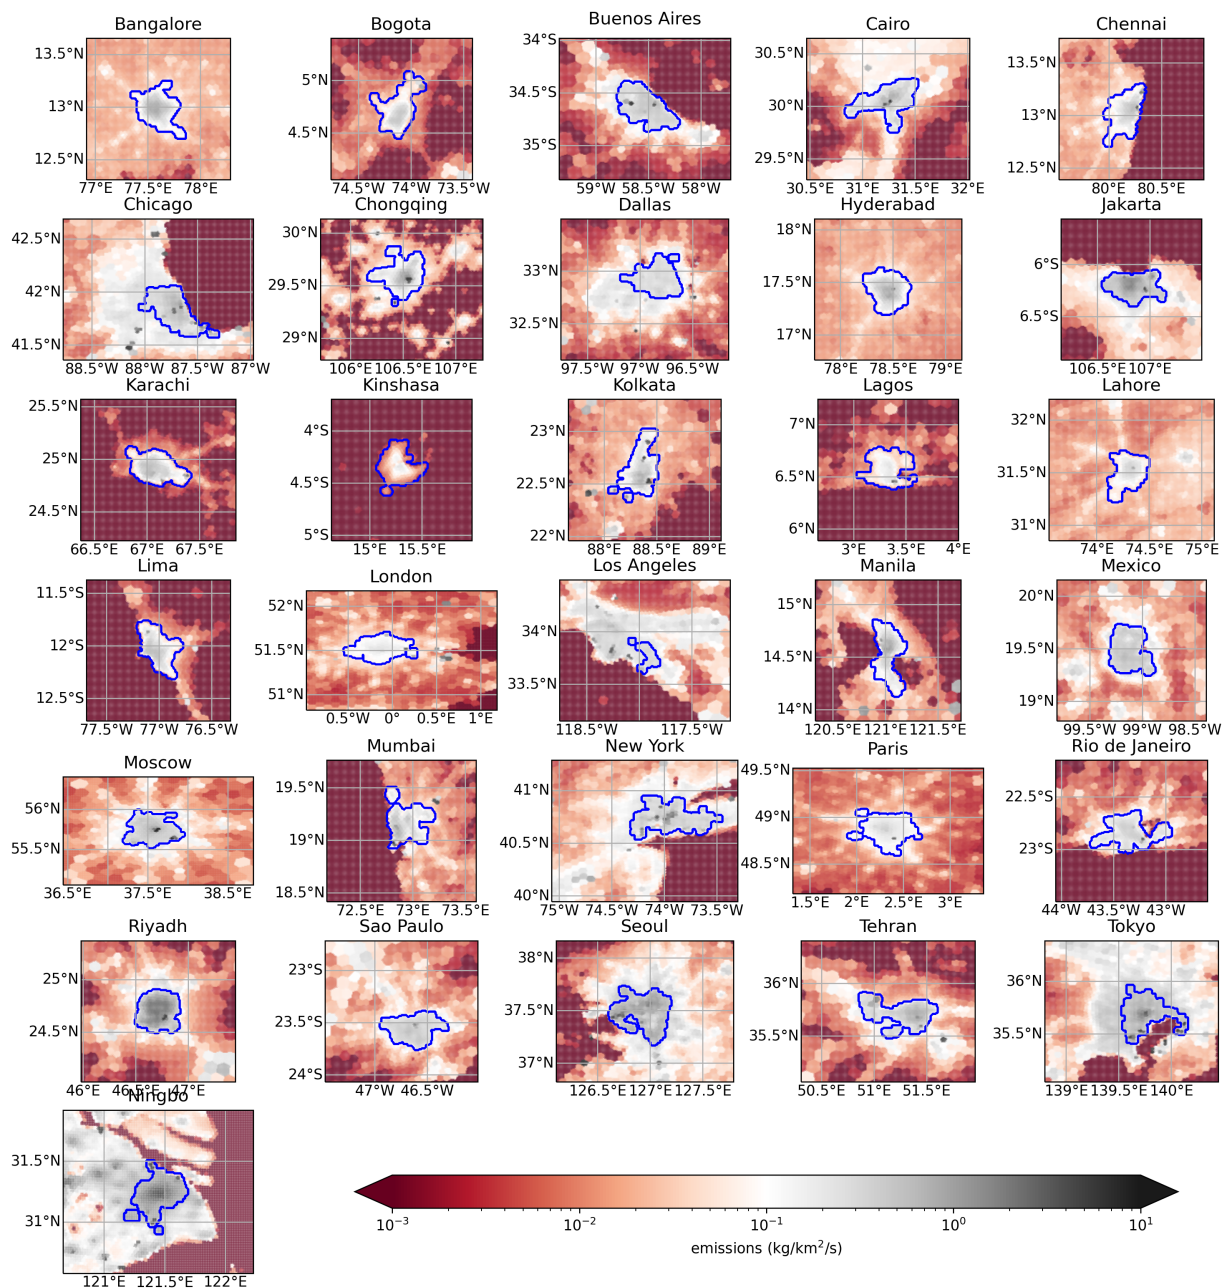 Bangalore
13.5°N
13°N
12.5°N
77°E 77.5°E 78°E
Bogota
5°N
4.5°N
74.5°W 74°W 73.5°W
Buenos Aires
34°S
34.5°S
35°S
59°W 58.5°W 58°W
Cairo
30.5°N
30°N
29.5°N
30.5°E 31°E 31.5°E 32°E
Chennai
13.5°N
13°N
12.5°N
80°E 80.5°E
Chicago
42.5°N
42°N
41.5°N
88.5°W 88°W 87.5°W 87°W
Chongqing
30°N
29.5°N
29°N
106°E 106.5°E 107°E
Dallas
33°N
32.5°N
97.5°W 97°W 96.5°W
Hyderabad
18°N
17.5°N
17°N
78°E 78.5°E 79°E
Jakarta
6°S
6.5°S
106.5°E 107°E
Karachi
25.5°N
25°N
24.5°N
66.5°E 67°E 67.5°E
Kinshasa
4°S
4.5°S
5°S
15°E 15.5°E
Kolkata
23°N
22.5°N
22°N
88°E 88.5°E 89°E
Lagos
7°N
6.5°N
6°N
3°E 3.5°E 4°E
Lahore
32°N
31.5°N
31°N
74°E 74.5°E 75°E
Lima
11.5°S
12°S
12.5°S
77.5°W 77°W 76.5°W
London
52°N
51.5°N
51°N
0.5°W 0° 0.5°E 1°E
Los Angeles
34°N
33.5°N
118.5°W 117.5°W
Manila
15°N
14.5°N
14°N
120.5°E 121°E 121.5°E
Mexico
20°N
19.5°N
19°N
99.5°W 99°W 98.5°W
Moscow
56°N
55.5°N
36.5°E 37.5°E 38.5°E
Mumbai
19.5°N
19°N
18.5°N
72.5°E 73°E 73.5°E
New York
41°N
40.5°N
40°N
75°W 74.5°W 74°W 73.5°W
Paris
49.5°N
49°N
48.5°N
1.5°E 2°E 2.5°E 3°E
Rio de Janeiro
22.5°S
23°S
44°W 43.5°W 43°W
Riyadh
25°N
24.5°N
46°E 46.5°E 47°E
Sao Paulo
23°S
23.5°S
24°S
47°W 46.5°W
Seoul
38°N
37.5°N
37°N
126.5°E 127°E 127.5°E
Tehran
36°N
35.5°N
50.5°E 51°E 51.5°E
Tokyo
36°N
35.5°N
139°E 139.5°E 140°E
Ningbo
31.5°N
31°N
121°E 121.5°E 122°E
10⁻³ 10⁻² 10⁻¹ 10⁰ 10¹
emissions (kg/km²/s)